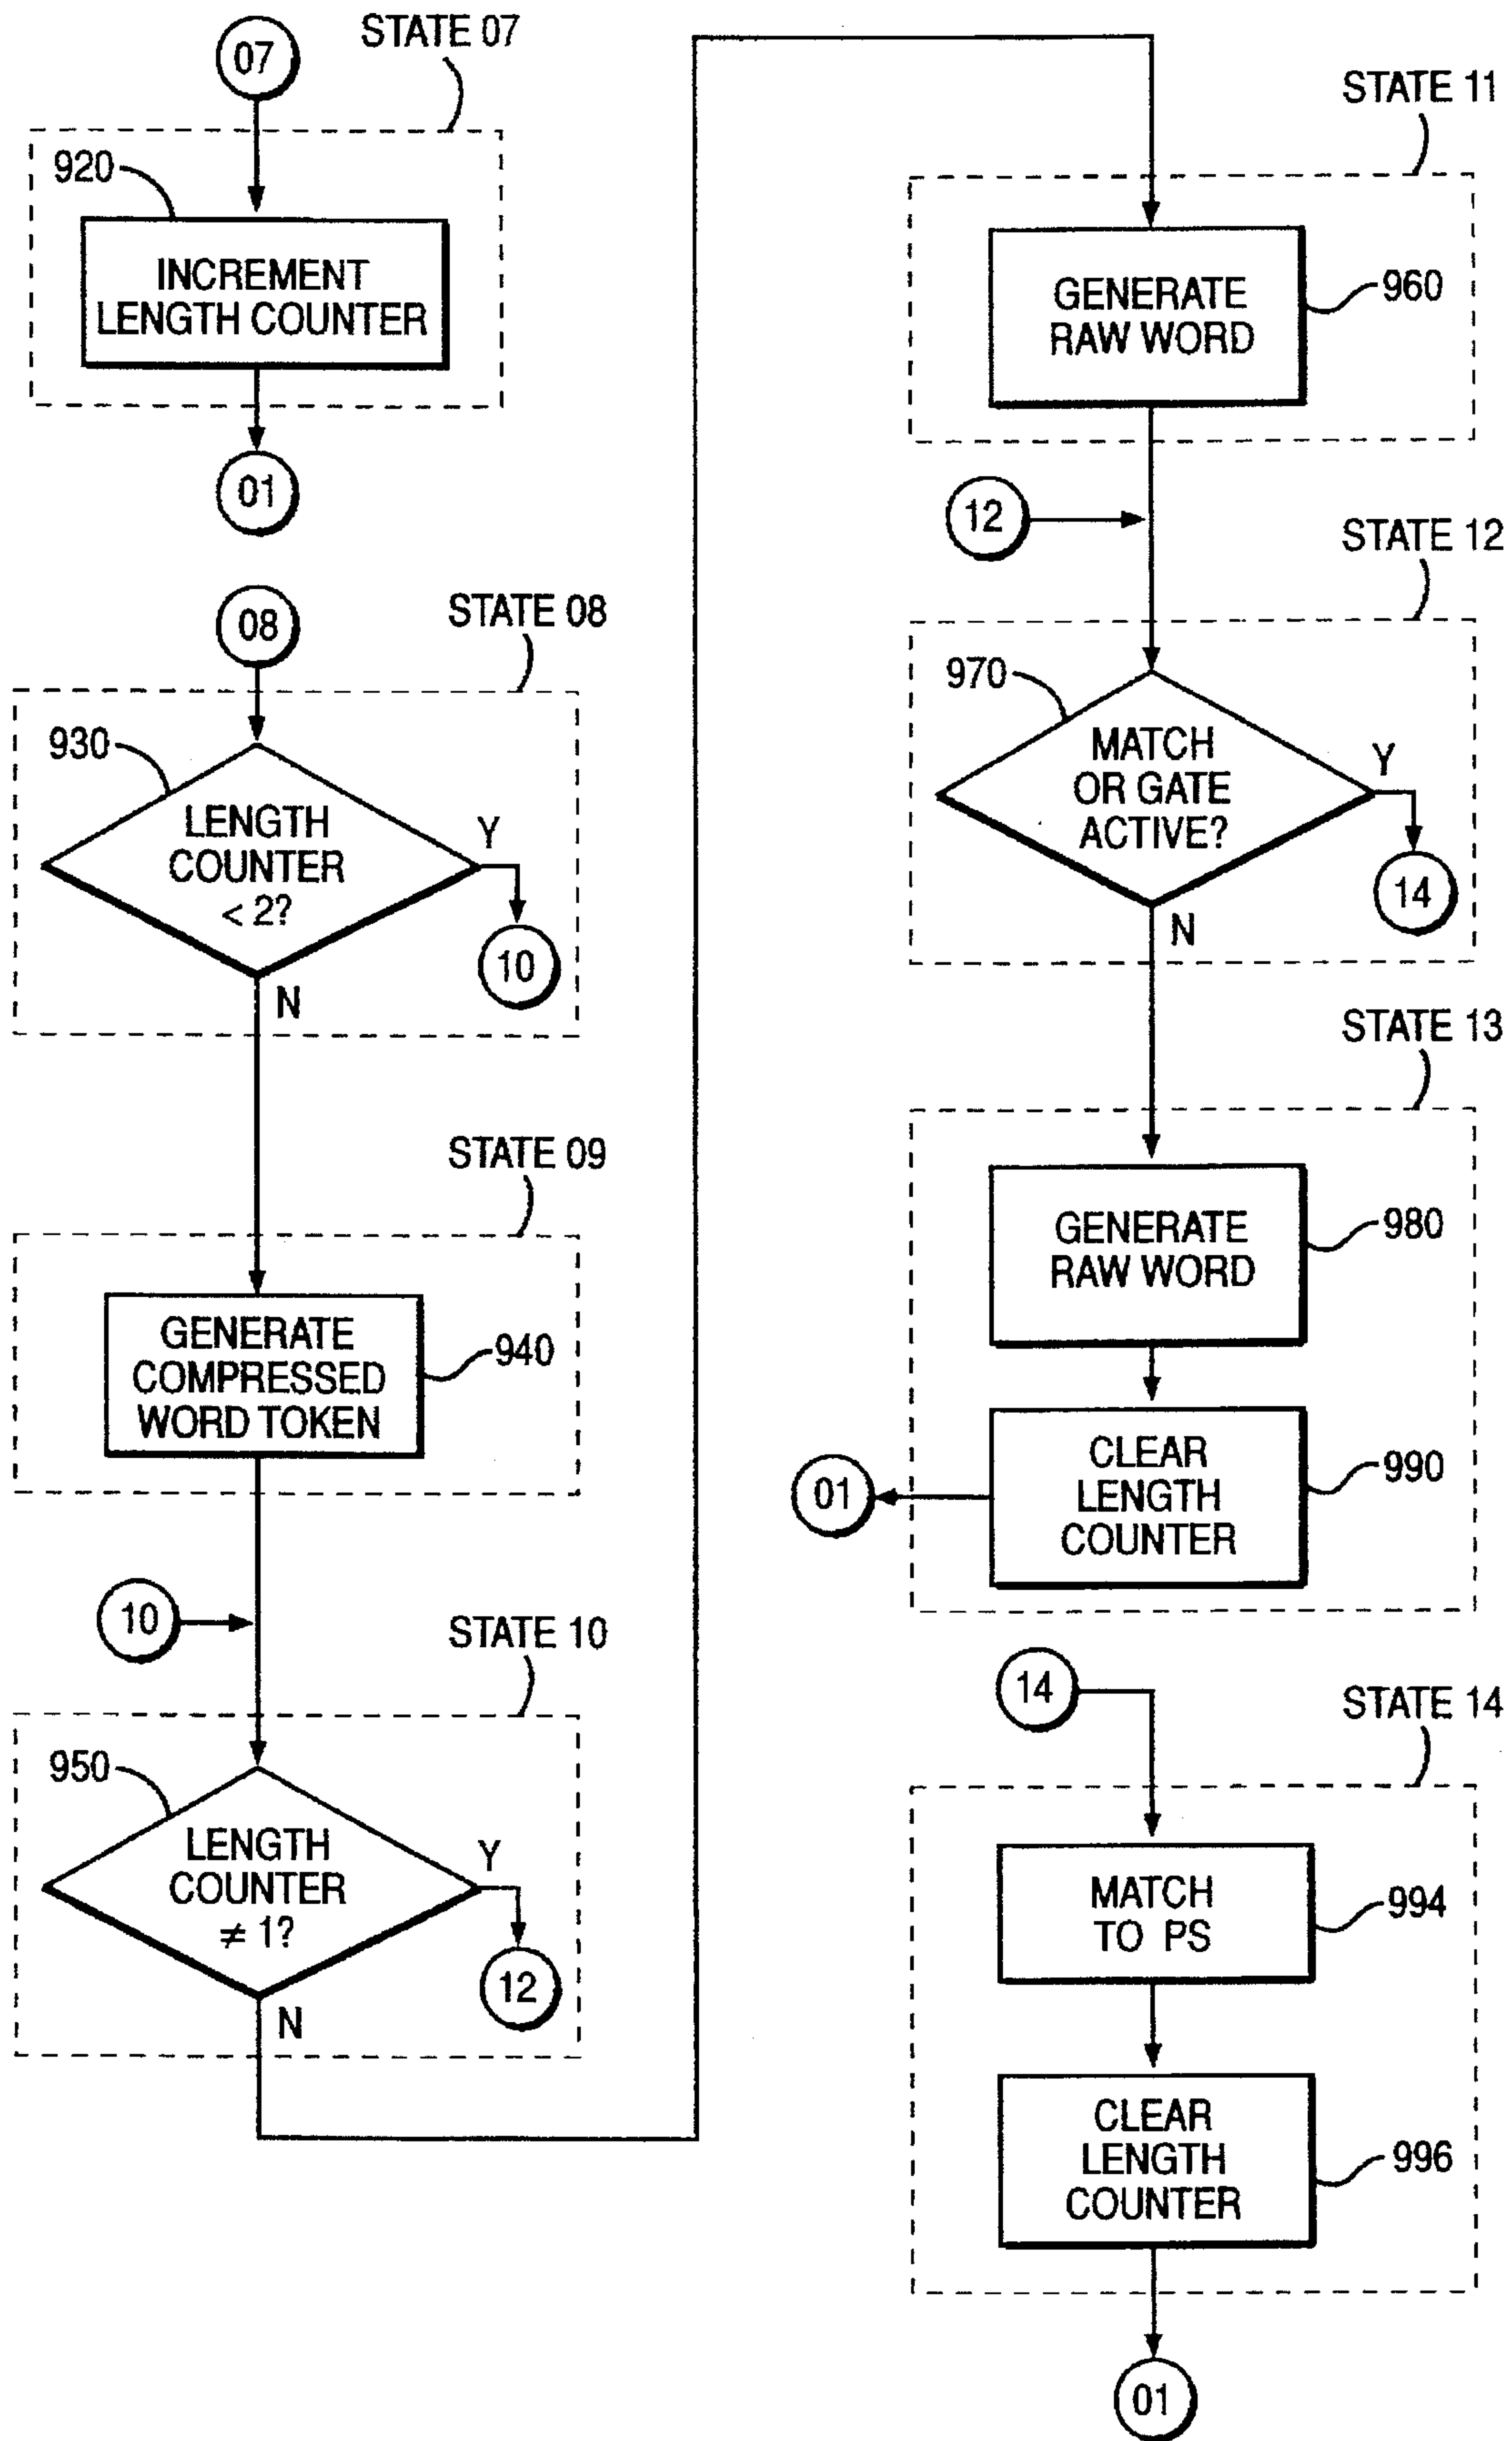 07
STATE 07
920
INCREMENT
LENGTH COUNTER
01
08
STATE 08
930
LENGTH
COUNTER
< 2?
Y
10
N
STATE 09
GENERATE
COMPRESSED
WORD TOKEN
940
10
STATE 10
950
LENGTH
COUNTER
≠ 1?
Y
12
N
STATE 11
GENERATE
RAW WORD
960
12
STATE 12
970
MATCH
OR GATE
ACTIVE?
Y
14
N
STATE 13
GENERATE
RAW WORD
980
CLEAR
LENGTH
COUNTER
990
01
14
STATE 14
MATCH
TO PS
994
CLEAR
LENGTH
COUNTER
996
01